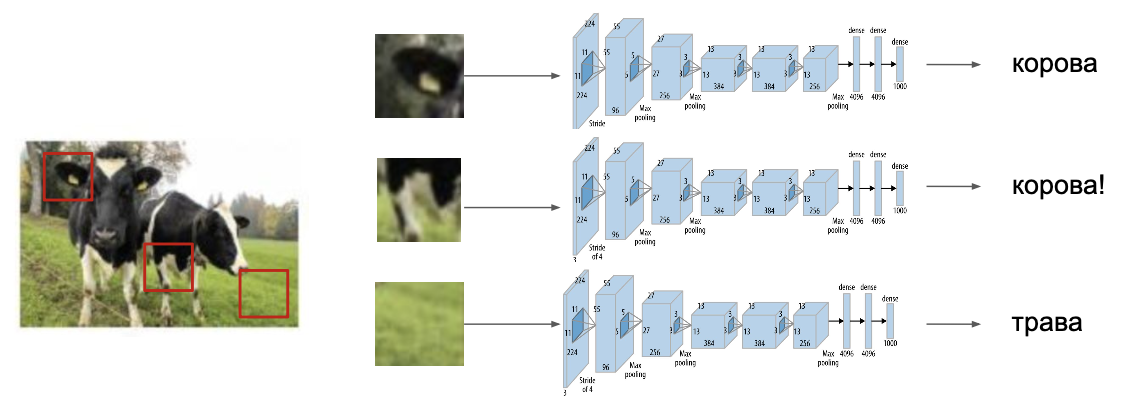 224
55
27
13
13
13
dense
dense
dense
11
5
3
3
3
55
11
5
27
3
13
3
13
3
13
224
384
384
256
1000
256
Max
pooling
4096
4096
96
Max
pooling
Max
pooling
Stride
корова
224
55
27
13
13
13
dense
dense
dense
11
5
3
3
3
55
11
5
27
3
13
3
13
3
13
224
384
384
256
1000
256
Max
pooling
4096
4096
96
Max
pooling
Max
pooling
Stride
of 4
3
корова!
224
55
27
13
13
13
dense
dense
dense
11
5
3
3
3
55
11
5
27
3
13
3
13
3
13
224
384
384
256
1000
256
Max
pooling
4096
4096
96
Max
pooling
Max
pooling
Stride
of 4
3
трава